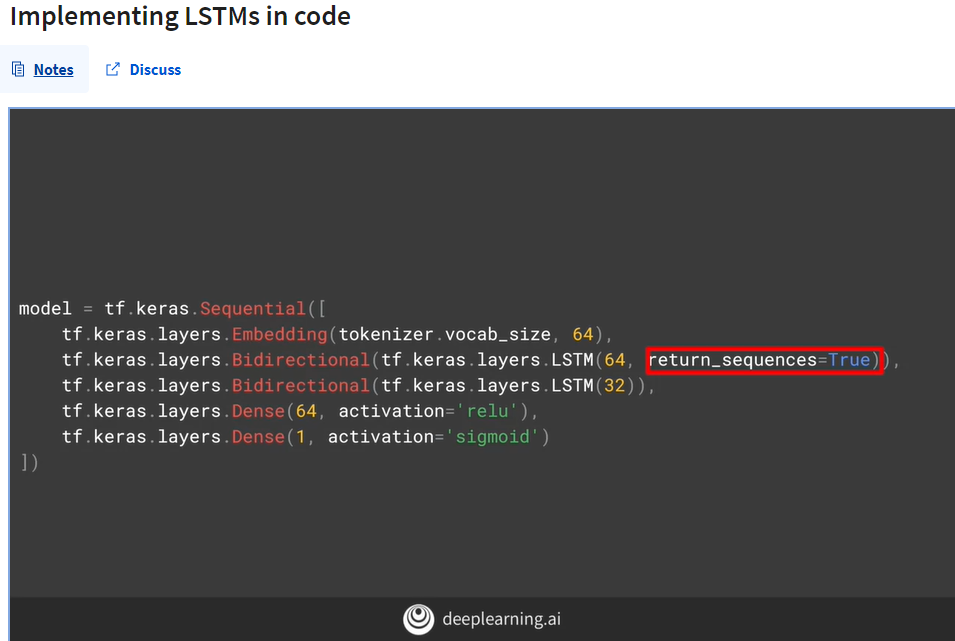 Implementing LSTMs in code
Notes Discuss
model = tf.keras.Sequential([
    tf.keras.layers.Embedding(tokenizer.vocab_size, 64),
    tf.keras.layers.Bidirectional(tf.keras.layers.LSTM(64, return_sequences=True)),
    tf.keras.layers.Bidirectional(tf.keras.layers.LSTM(32)),
    tf.keras.layers.Dense(64, activation='relu'),
    tf.keras.layers.Dense(1, activation='sigmoid')
])
deeplearning.ai